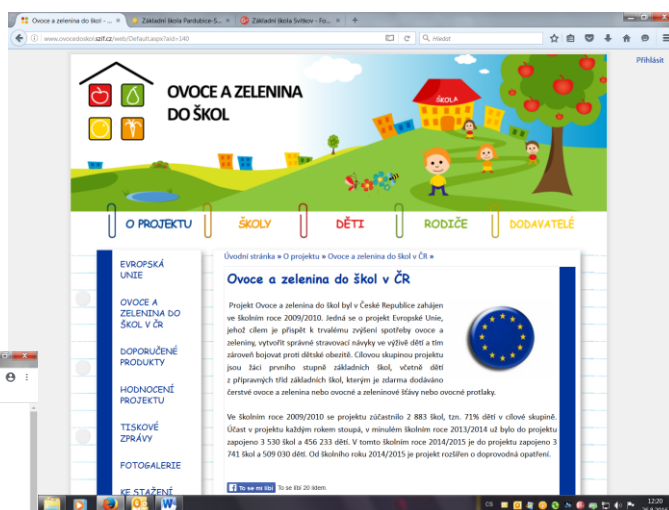 Ovoce a zelenina do škol - ...
Základní škola Pardubice-S...
Základní škola Svítkov - Fo...
www.ovocedoskol.szif.cz/web/Default.aspx?aid=140
Hledat
Přihlásit
OVOCE A ZELENINA
DO ŠKOL
ŠKOLA
O PROJEKTU
ŠKOLY
DĚTI
RODIČE
DODAVATELÉ
EVROPSKÁ
UNIE
OVOCE A
ZELENINA DO
ŠKOL V ČR
DOPORUČENÉ
PRODUKTY
HODNOCENÍ
PROJEKTU
TISKOVÉ
ZPRÁVY
FOTOGALERIE
KE STAŽENÍ
Úvodní stránka » O projektu » Ovoce a zelenina do škol v ČR »
Ovoce a zelenina do škol v ČR
Projekt Ovoce a zelenina do škol byl v České Republice zahájen
ve školním roce 2009/2010. Jedná se o projekt Evropské Unie,
jehož cílem je přispět k trvalému zvýšení spotřeby ovoce a
zeleniny, vytvořit správné stravovací návyky ve výživě dětí a tím
zároveň bojovat proti dětské obezitě. Cílovou skupinou projektu
jsou žáci prvního stupně základních škol, včetně dětí
z přípravných tříd základních škol, kterým je zdarma dodáváno
čerstvé ovoce a zelenina nebo ovocné a zeleninové šťávy nebo ovocné protlaky.
Ve školním roce 2009/2010 se projektu zúčastnilo 2 883 škol, tzn. 71% dětí v cílové skupině.
Účast v projektu každým rokem stoupá, v minulém školním roce 2013/2014 už bylo do projektu
zapojeno 3 530 škol a 456 233 dětí. V tomto školním roce 2014/2015 je do projektu zapojeno 3
741 škol a 509 030 dětí. Od školního roku 2014/2015 je projekt rozšířen o doprovodná opatření.
To se mi líbí To se líbí 20 lidem.
CS
12:20